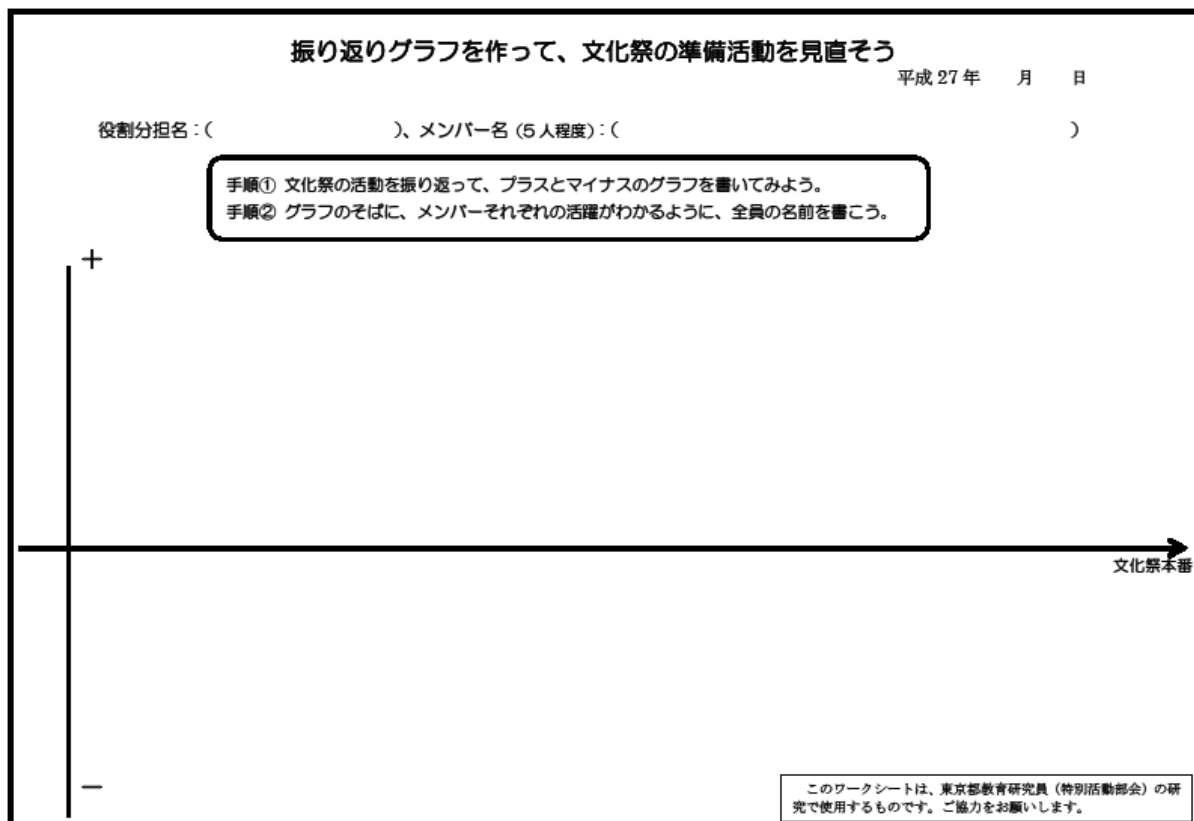 振り返りグラフを作って、文化祭の準備活動を見直そう
平成 27 年　　月　　日
役割分担名：(　　　　　　　　　　)、メンバー名 (5 人程度)：(　　　　　　　　　　　　　　　　　　　　)
手順① 文化祭の活動を振り返って、プラスとマイナスのグラフを書いてみよう。
手順② グラフのそばに、メンバーそれぞれの活躍がわかるように、全員の名前を書こう。
＋
文化祭本番
－
このワークシートは、東京都教育研究員（特別活動部会）の研
究で使用するものです。ご協力をお願いします。